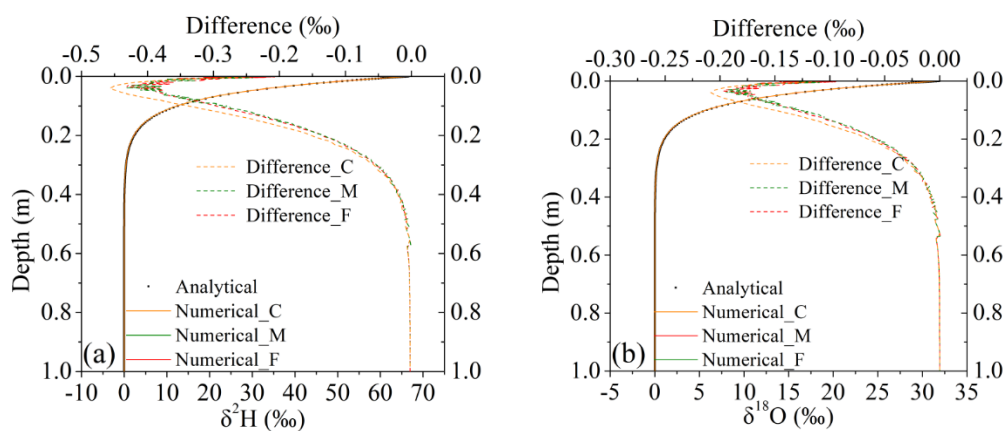 Difference (‰)
-0.5 -0.4 -0.3 -0.2 -0.1 0.0
0.0 0.0
0.2 0.2
Difference_C
Difference_M
Difference_F
0.4 0.4
Depth (m)
0.6 0.6
Analytical
Numerical_C
Numerical_M
Numerical_F
0.8 0.8
(a)
1.0 1.0
0 10 20 30 40 50 60 70
δ²H (‰)
Difference (‰)
-0.30 -0.25 -0.20 -0.15 -0.10 -0.05 0.00
0.0 0.0
0.2 0.2
Difference_C
Difference_M
Difference_F
0.4 0.4
Depth (m)
0.6 0.6
Analytical
Numerical_C
Numerical_M
Numerical_F
0.8 0.8
(b)
1.0 1.0
-5 0 5 10 15 20 25 30 35
δ¹⁸O (‰)